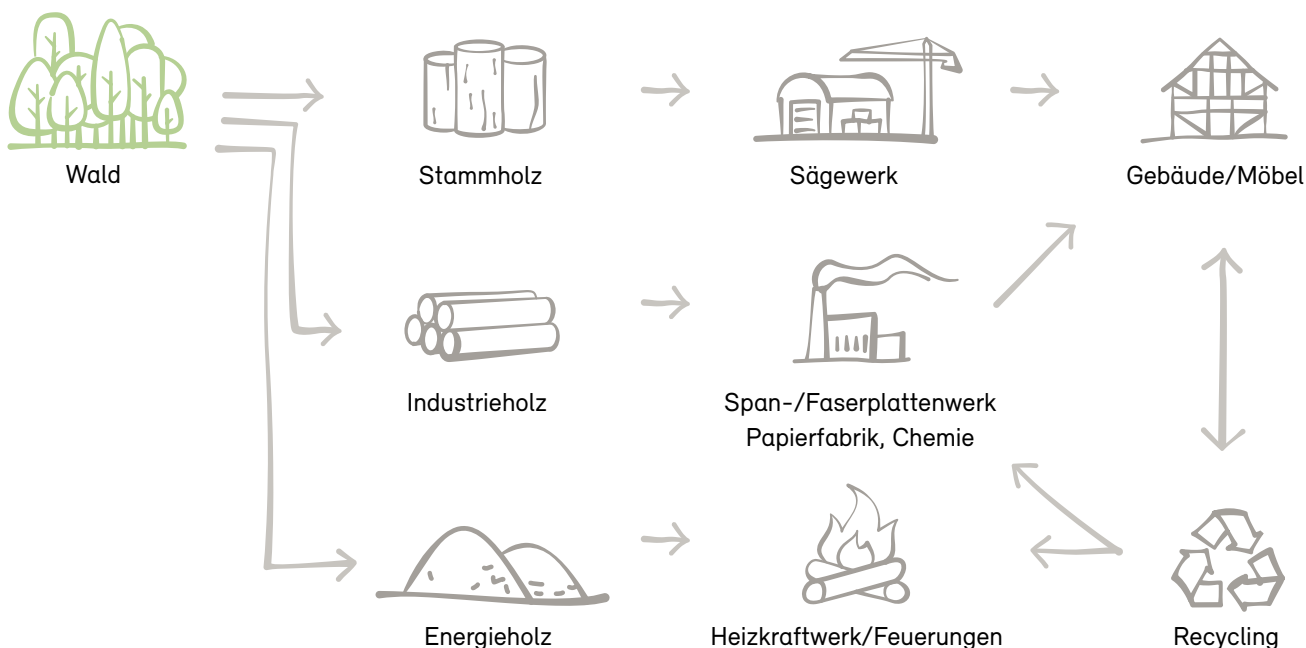 Wald
Stammholz
Sägewerk
Gebäude/Möbel
Industrieholz
Span-/Faserplattenwerk
Papierfabrik, Chemie
Energieholz
Heizkraftwerk/Feuerungen
Recycling